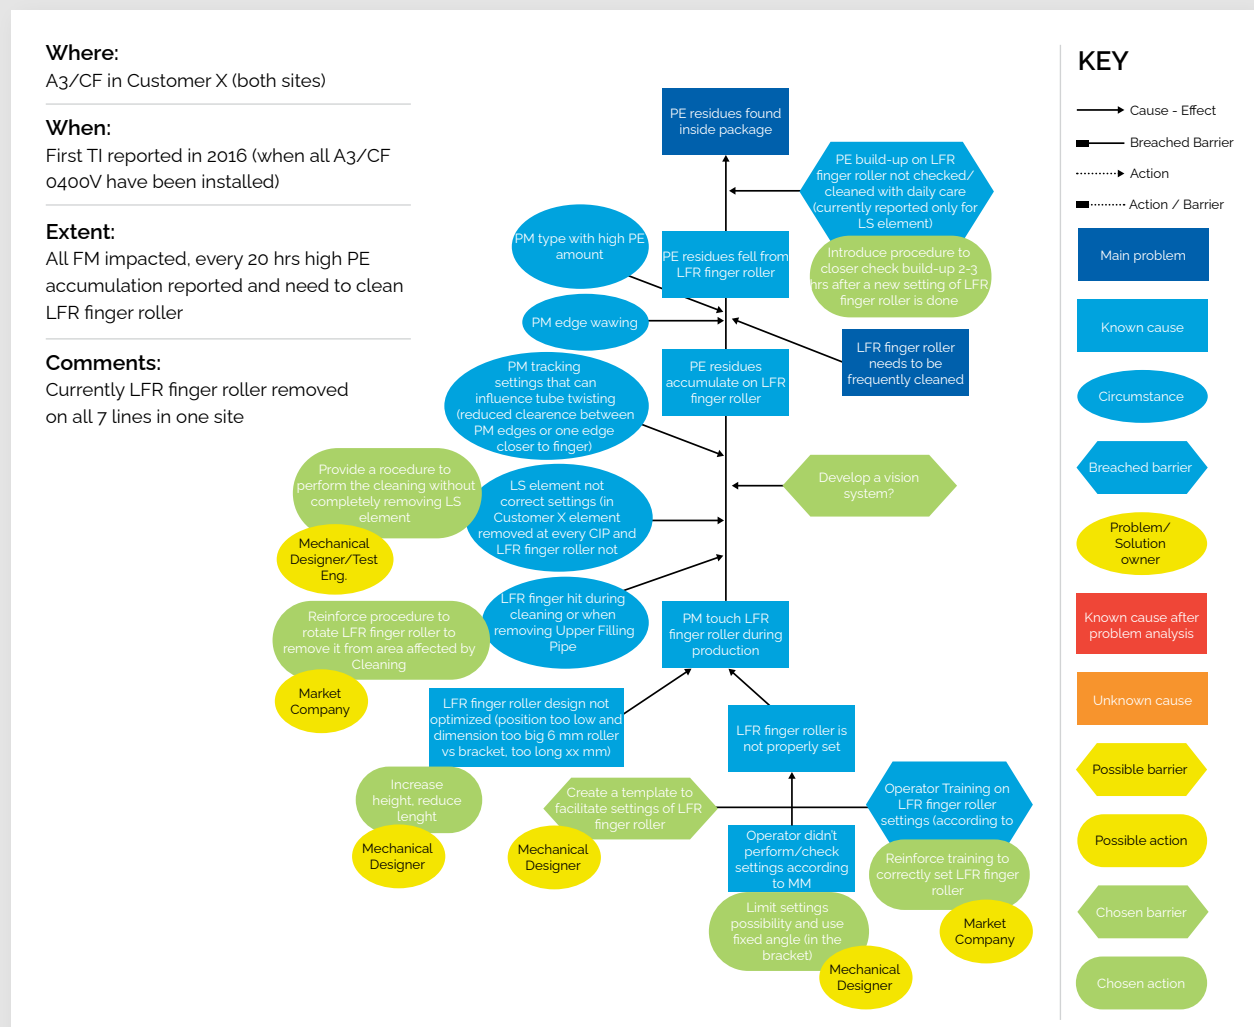 Where:
A3/CF in Customer X (both sites)
When:
First TI reported in 2016 (when all A3/CF
0400V have been installed)
Extent:
All FM impacted, every 20 hrs high PE
accumulation reported and need to clean
LFR finger roller
Comments:
Currently LFR finger roller removed
on all 7 lines in one site
PE residues found
inside package
PE build-up on LFR
finger roller not checked/
cleaned with daily care
(currently reported only for
LS element)
Introduce procedure to
closer check build-up 2-3
hrs after a new setting of LFR
finger roller is done
PM type with high PE
amount
PE residues fell from
LFR finger roller
PM edge wawing
LFR finger roller
needs to be
frequently cleaned
PM tracking
settings that can
influence tube twisting
(reduced clearence between
PM edges or one edge
closer to finger)
PE residues
accumulate on LFR
finger roller
Provide a rocedure to
perform the cleaning without
completely removing LS
element
Mechanical
Designer/Test
Eng.
LS element not
correct settings (in
Customer X element
removed at every CIP and
LFR finger roller not
Develop a vision
system?
Reinforce procedure to
rotate LFR finger roller to
remove it from area affected by
Cleaning
Market
Company
LFR finger hit during
cleaning or when
removing Upper Filling
Pipe
PM touch LFR
finger roller during
production
LFR finger roller design not
optimized (position too low and
dimension too big 6 mm roller
vs bracket, too long xx mm)
LFR finger roller is
not properly set
Increase
height, reduce
lenght
Mechanical
Designer
Create a template to
facilitate settings of LFR
finger roller
Mechanical
Designer
Operator Training on
LFR finger roller
settings (according to
Operator didn't
perform/check
settings according
to MM
Reinforce training to
correctly set LFR finger
roller
Market
Company
Limit settings
possibility and use
fixed angle (in the
bracket)
Mechanical
Designer
KEY
Cause - Effect
Breached Barrier
Action
Action / Barrier
Main problem
Known cause
Circumstance
Breached barrier
Problem/
Solution
owner
Known cause after
problem analysis
Unknown cause
Possible barrier
Possible action
Chosen barrier
Chosen action